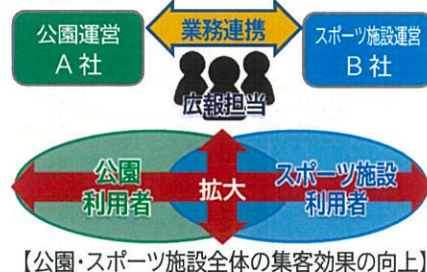 公園運営
A社
業務連携
スポーツ施設運営
B社
広報担当
公園
利用者
拡大
スポーツ施設
利用者
【公園・スポーツ施設全体の集客効果の向上】